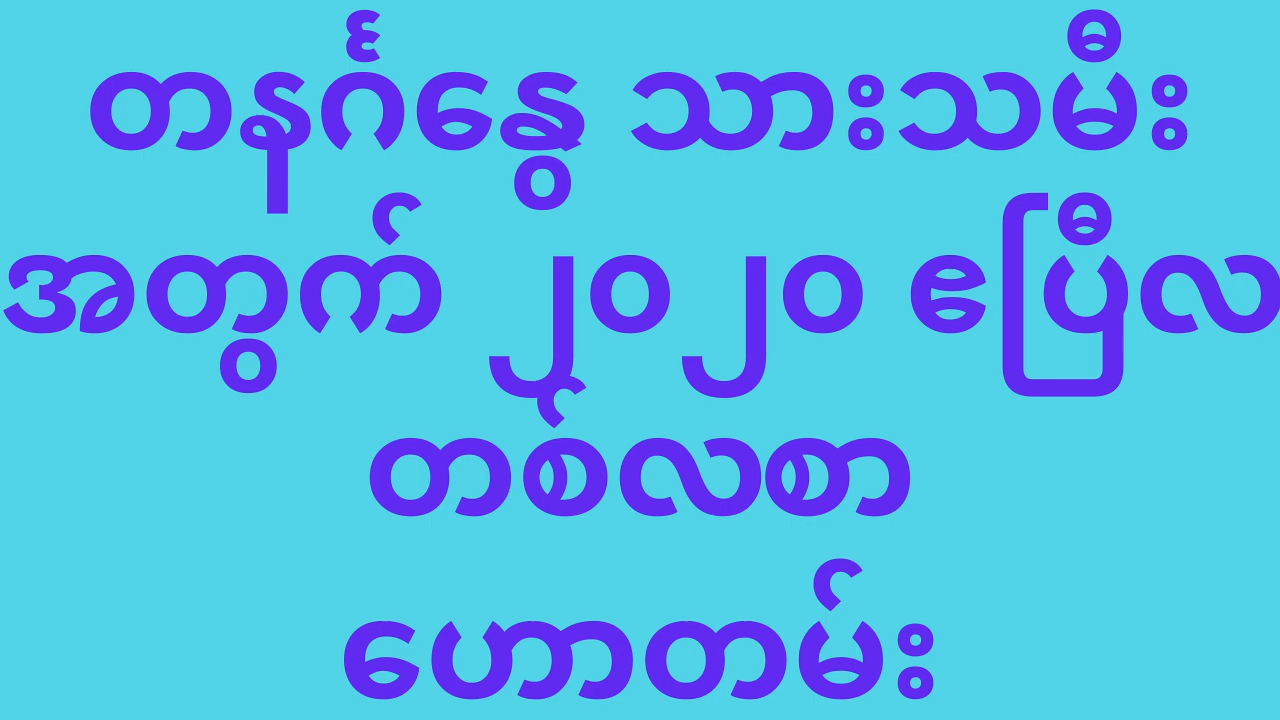 တနင်္ဂနွေ သားသမီး
အတွက် ၂၀၂၀ ဧပြီလ
တစ်လစာ
ဟောတမ်း